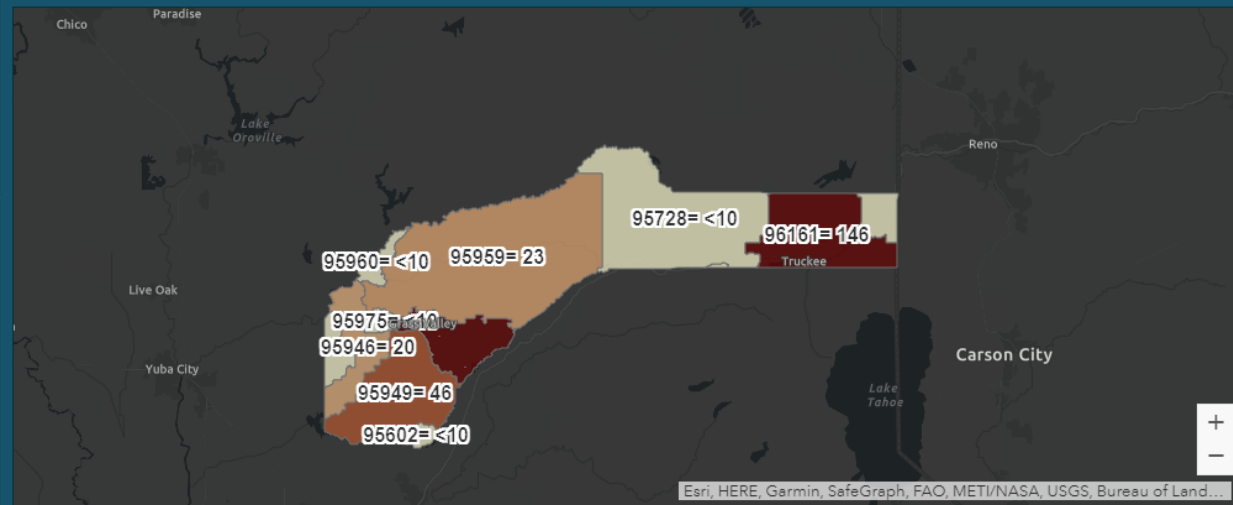 Paradise
Chico
Lake
Oroville
Reno
95728= <10
96161= 146
95959= 23
95960= <10
Truckee
Live Oak
95975= <10
Grass Valley
95946= 20
Carson City
Yuba City
95949= 46
Lake
Tahoe
95602= <10
+
−
Esri, HERE, Garmin, SafeGraph, FAO, METI/NASA, USGS, Bureau of Land...